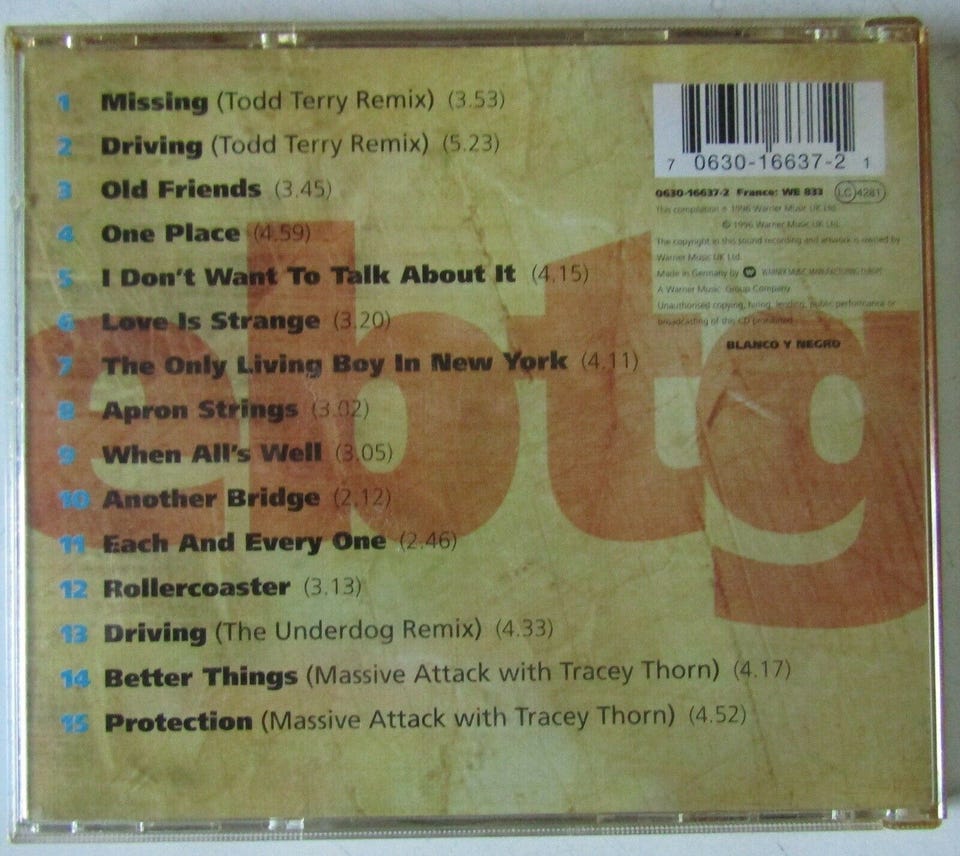 1 Missing (Todd Terry Remix) (3.53)
2 Driving (Todd Terry Remix) (5.23)
3 Old Friends (3.45)
4 One Place (4.59)
5 I Don't Want To Talk About It (4.15)
6 Love Is Strange (3.20)
7 The Only Living Boy In New York (4.11)
8 Apron Strings (3.02)
9 When All's Well (3.05)
10 Another Bridge (2.12)
11 Each And Every One (2.46)
12 Rollercoaster (3.13)
13 Driving (The Underdog Remix) (4.33)
14 Better Things (Massive Attack with Tracey Thorn) (4.17)
15 Protection (Massive Attack with Tracey Thorn) (4.52)
ebtg
7 0630-16637-2 1
0630-16637-2 France: WE 833 LC 4281
This compilation ℗ 1996 Warner Music UK Ltd.
© 1996 Warner Music UK Ltd.
The copyright in this sound recording and artwork is owned by
Warner Music UK Ltd.
Made in Germany by WARNER MUSIC MANUFACTURING EUROPE
A Warner Music Group Company
Unauthorised copying, hiring, lending, public performance or
broadcasting of this CD prohibited
BLANCO Y NEGRO